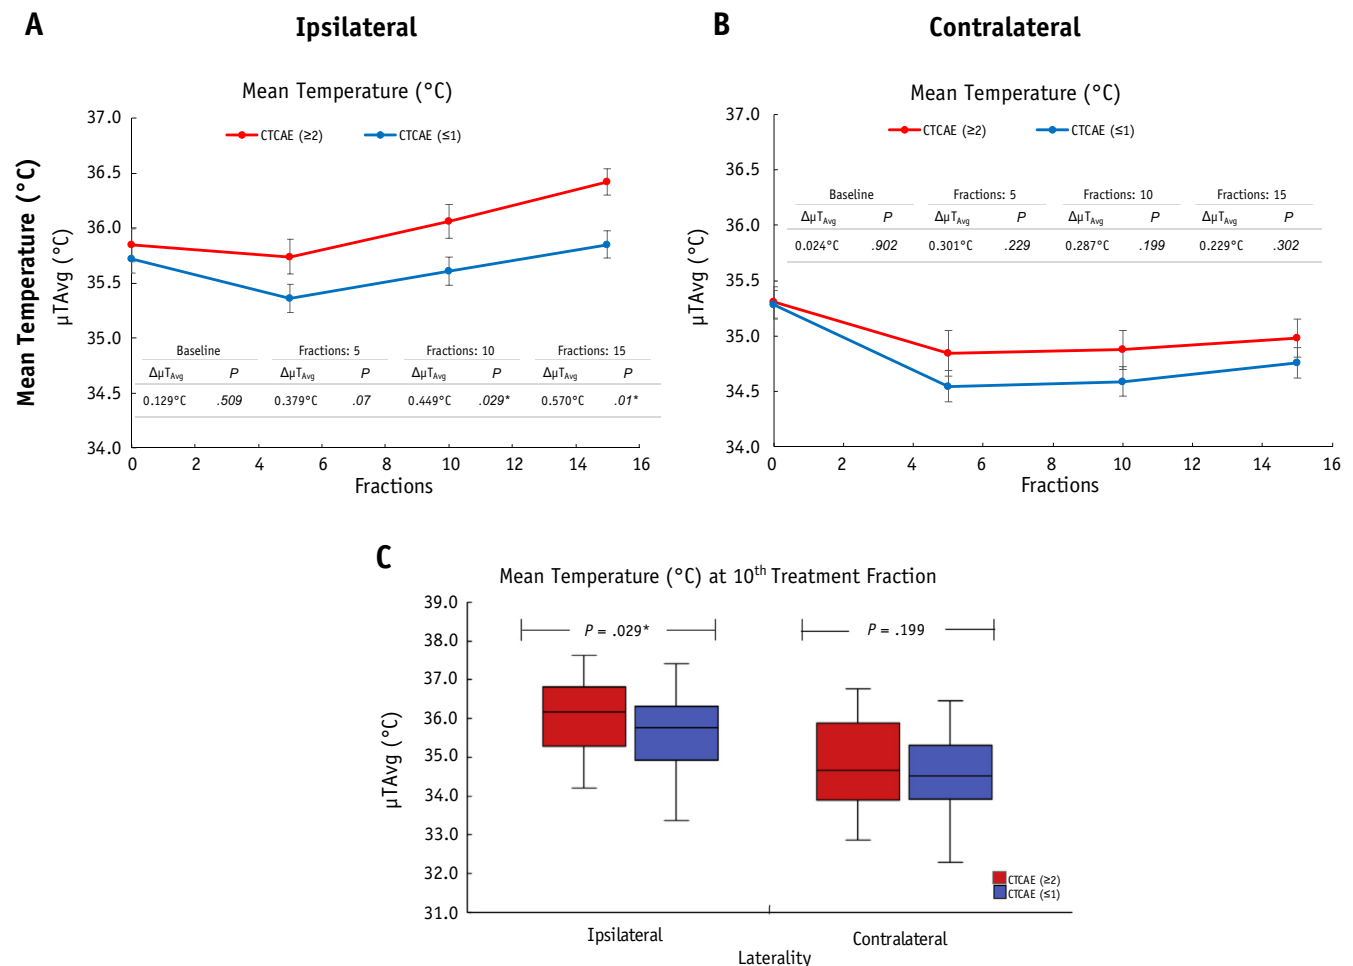 A
Ipsilateral
B
Contralateral
Mean Temperature (°C)
Mean Temperature (°C)
CTCAE (≥2)
CTCAE (≤1)
37.0
36.5
36.0
35.5
35.0
34.5
34.0
µTAvg (°C)
Baseline Fractions: 5 Fractions: 10 Fractions: 15
ΔµTAvg P ΔµTAvg P ΔµTAvg P ΔµTAvg P
0.129°C .509 0.379°C .07 0.449°C .029* 0.570°C .01*
0 2 4 6 8 10 12 14 16
Fractions
Mean Temperature (°C)
CTCAE (≥2)
CTCAE (≤1)
37.0
36.5
36.0
35.5
35.0
34.5
34.0
µTAvg (°C)
Baseline Fractions: 5 Fractions: 10 Fractions: 15
ΔµTAvg P ΔµTAvg P ΔµTAvg P ΔµTAvg P
0.024°C .902 0.301°C .229 0.287°C .199 0.229°C .302
0 2 4 6 8 10 12 14 16
Fractions
C
Mean Temperature (°C) at 10th Treatment Fraction
39.0
38.0
37.0
36.0
35.0
34.0
33.0
32.0
31.0
µTAvg (°C)
P = .029*
P = .199
CTCAE (≥2)
CTCAE (≤1)
Ipsilateral
Contralateral
Laterality